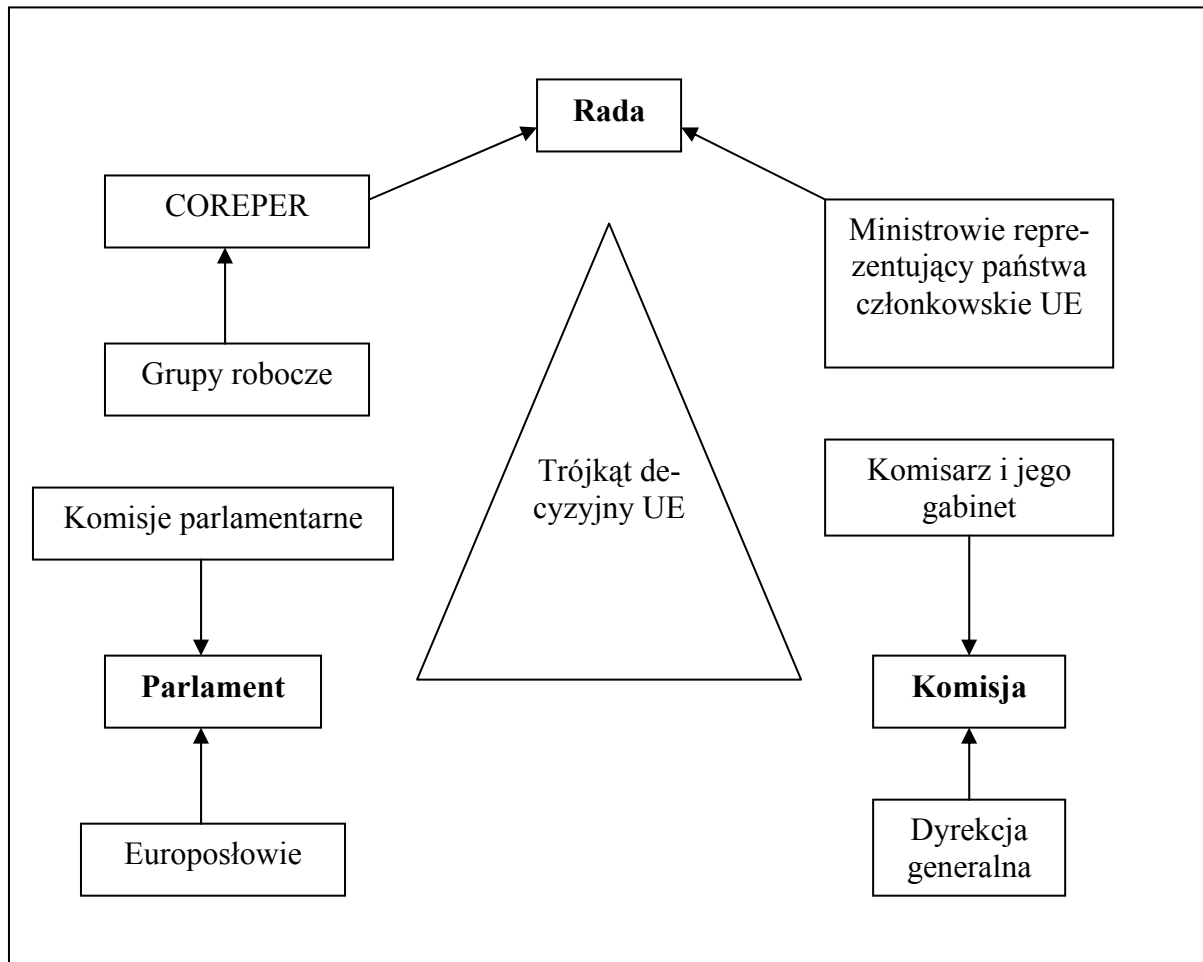 Rada
COREPER
Ministrowie repre-
zentujący państwa
członkowskie UE
Grupy robocze
Trójkąt de-
cyzyjny UE
Komisarz i jego
gabinet
Komisje parlamentarne
Parlament
Komisja
Europosłowie
Dyrekcja
generalna